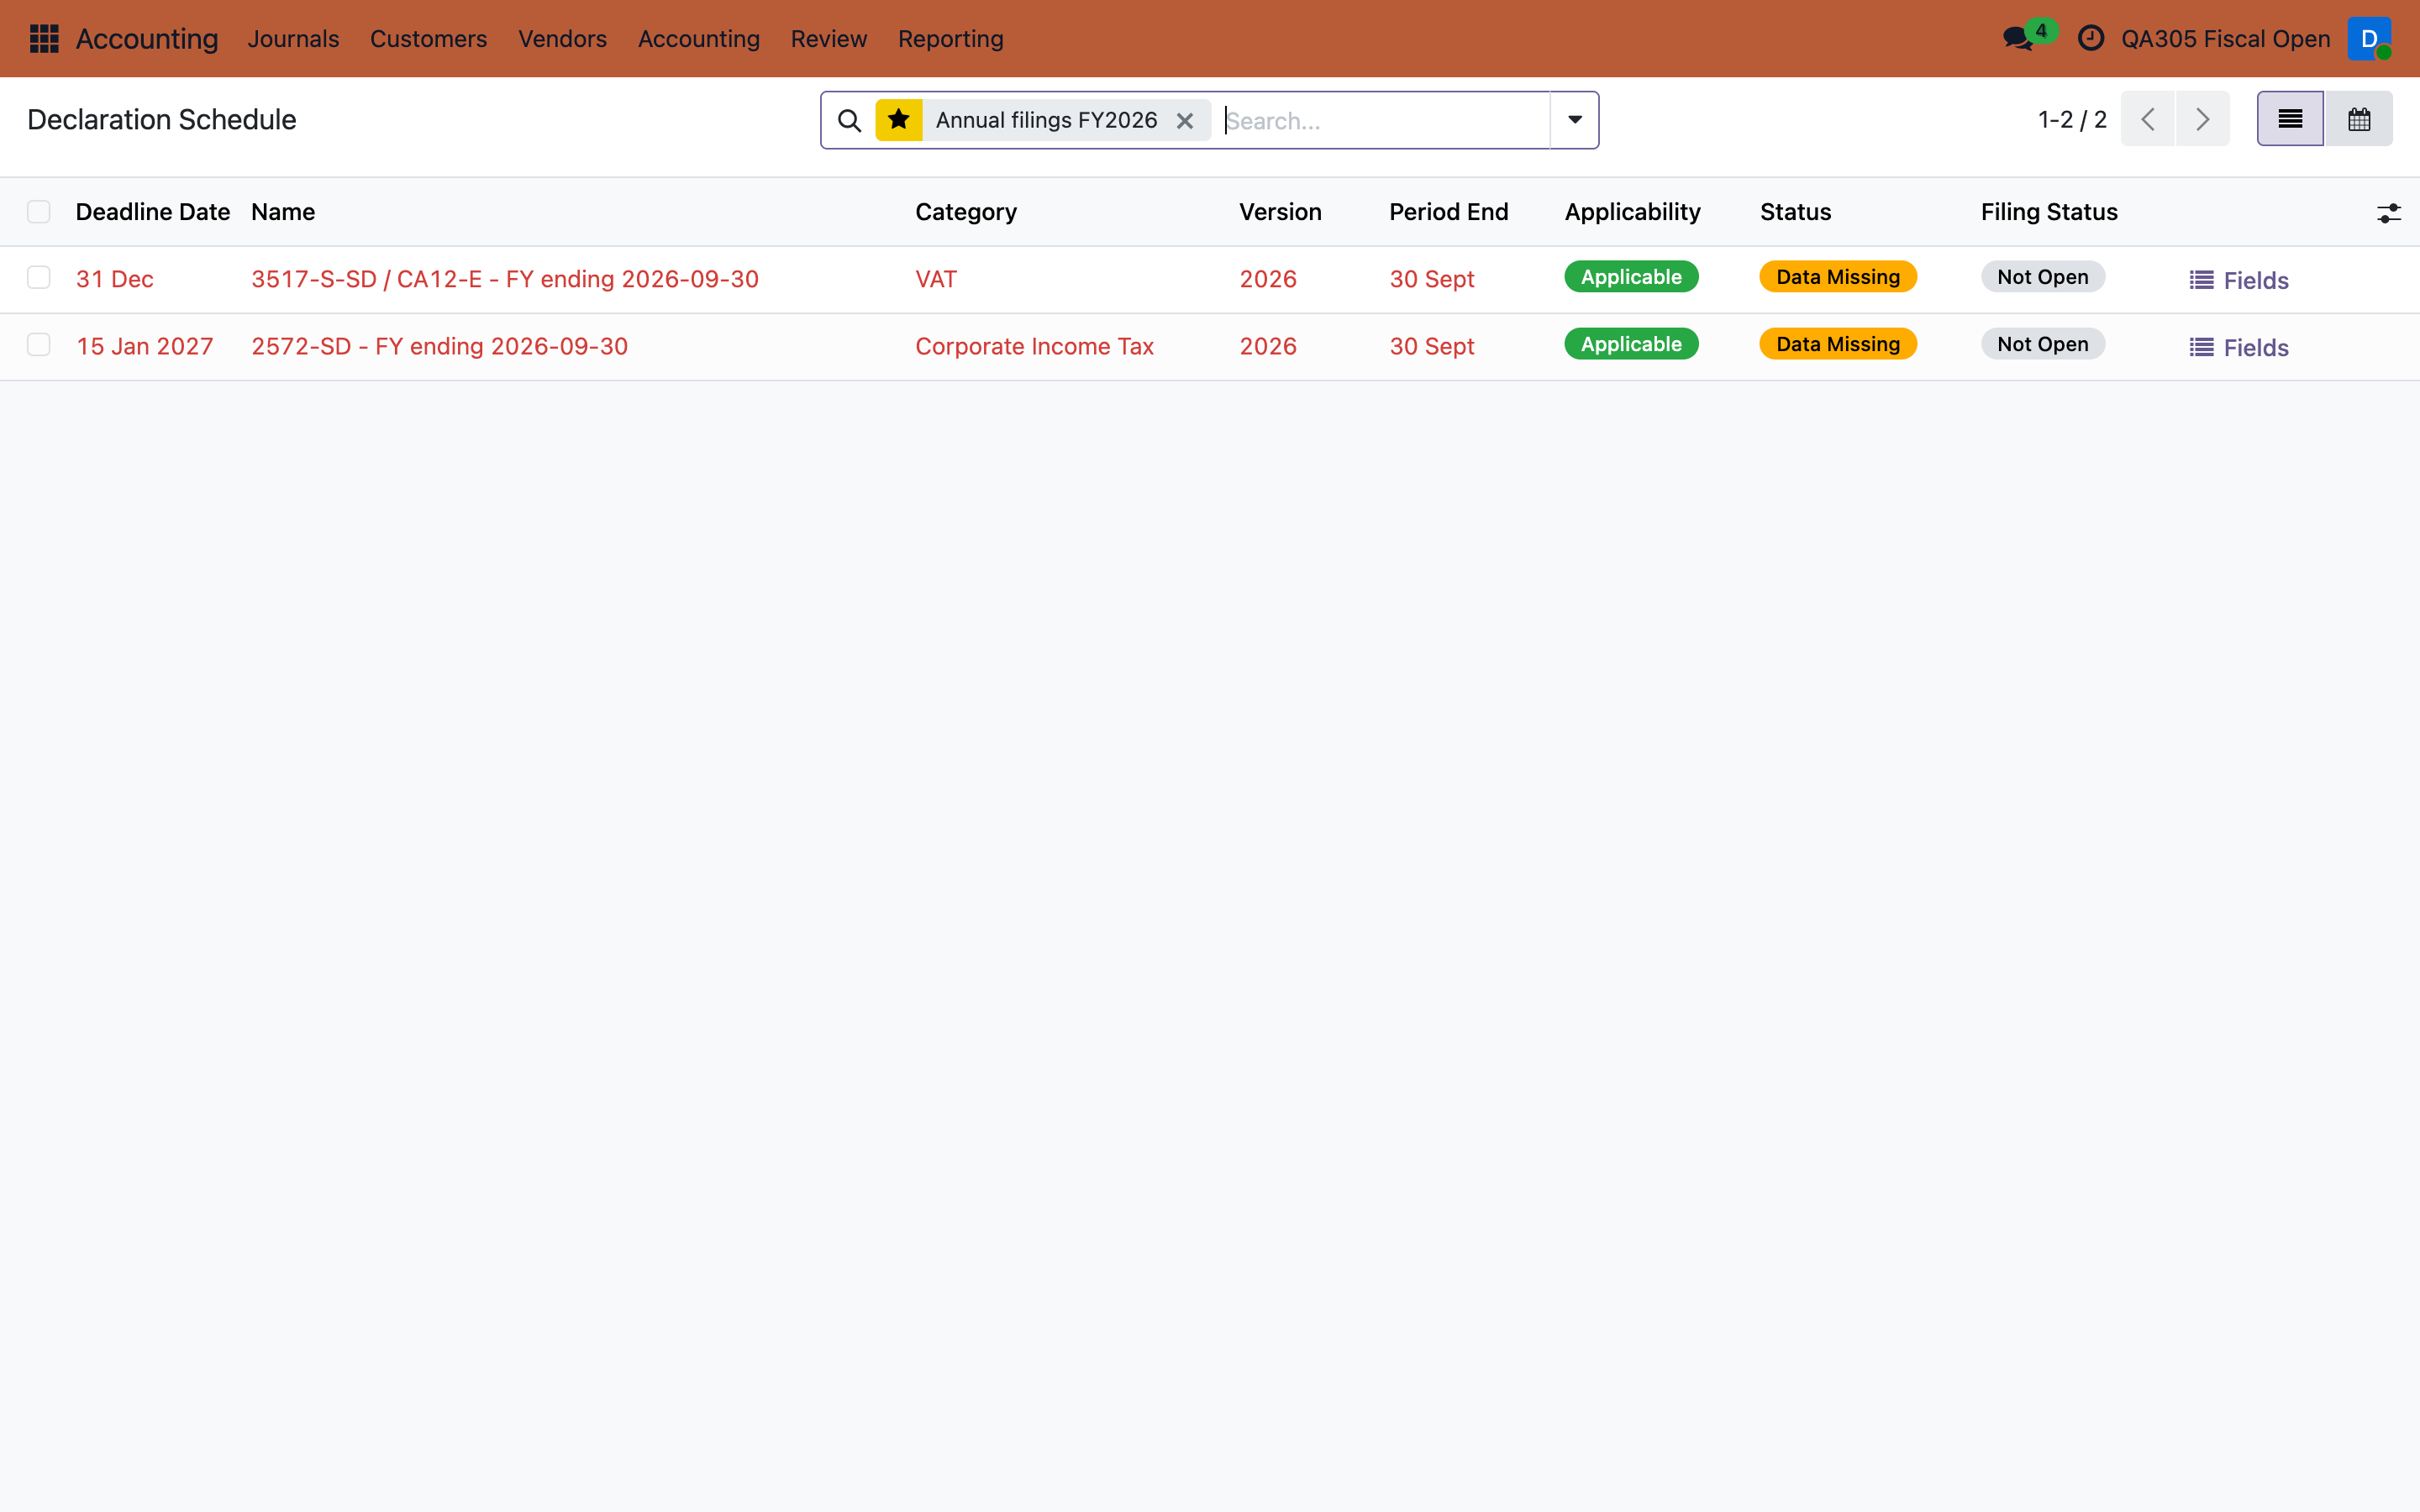 Accounting Journals Customers Vendors Accounting Review Reporting 4 QA305 Fiscal Open D
Declaration Schedule Annual filings FY2026 Search... 1-2 / 2
Deadline Date Name Category Version Period End Applicability Status Filing Status
31 Dec 3517-S-SD / CA12-E - FY ending 2026-09-30 VAT 2026 30 Sept Applicable Data Missing Not Open Fields
15 Jan 2027 2572-SD - FY ending 2026-09-30 Corporate Income Tax 2026 30 Sept Applicable Data Missing Not Open Fields